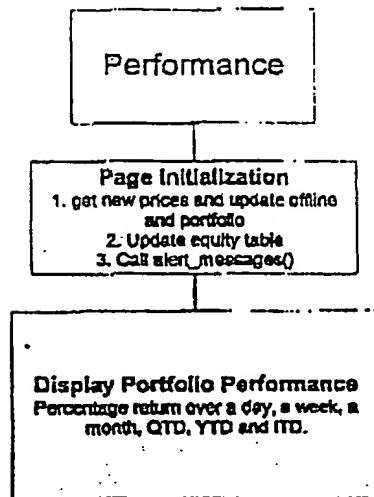 Performance
Page Initialization
1. get new prices and update offline
and portfolio
2. Update equity table
3. Call alert_messages()
Display Portfolio Performance
Percentage return over a day, a week, a
month, QTD, YTD and ITD.